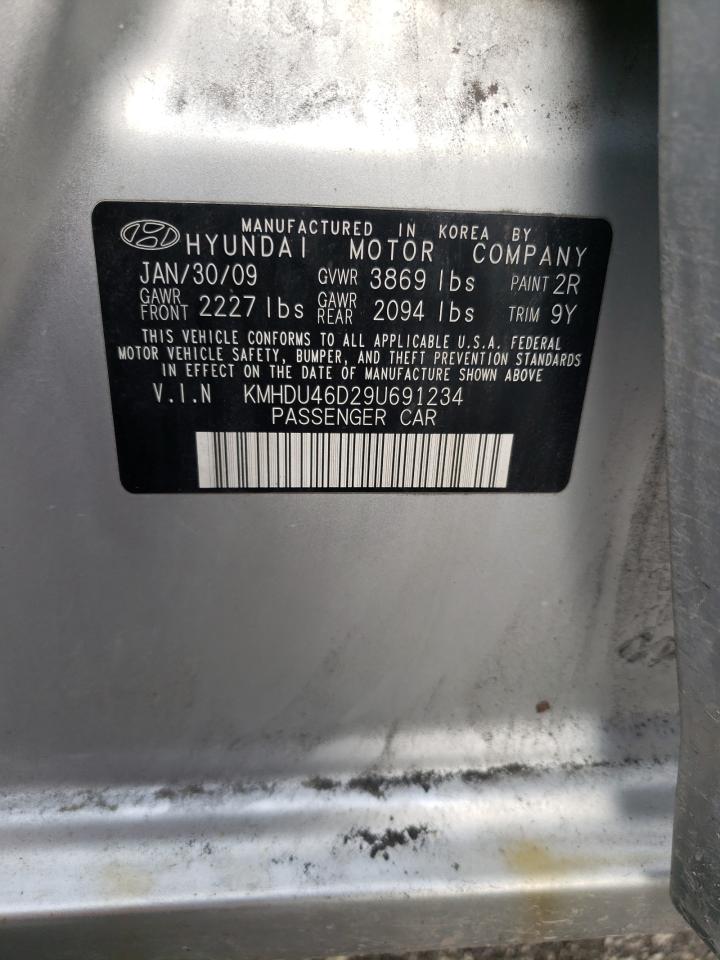 MANUFACTURED IN KOREA BY
HYUNDAI MOTOR COMPANY
JAN/30/09 GVWR 3869 lbs PAINT 2R
GAWR FRONT 2227 lbs GAWR REAR 2094 lbs TRIM 9Y
THIS VEHICLE CONFORMS TO ALL APPLICABLE U.S.A. FEDERAL
MOTOR VEHICLE SAFETY, BUMPER, AND THEFT PREVENTION STANDARDS
IN EFFECT ON THE DATE OF MANUFACTURE SHOWN ABOVE.
V.I.N KMHDU46D29U691234
PASSENGER CAR